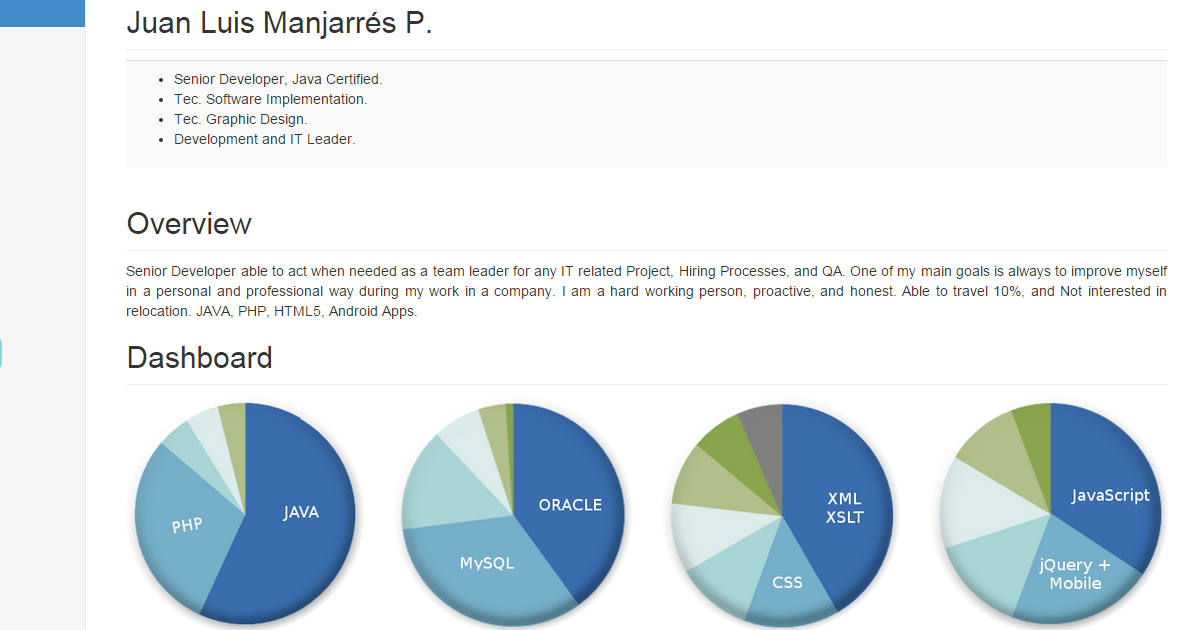 Juan Luis Manjarrés P.
Senior Developer, Java Certified.
Tec. Software Implementation.
Tec. Graphic Design.
Development and IT Leader.
Overview
Senior Developer able to act when needed as a team leader for any IT related Project, Hiring Processes, and QA. One of my main goals is always to improve myself
in a personal and professional way during my work in a company. I am a hard working person, proactive, and honest. Able to travel 10%, and Not interested in
relocation. JAVA, PHP, HTML5, Android Apps.
Dashboard
PHP
JAVA
ORACLE
MySQL
XML
XSLT
CSS
JavaScript
jQuery +
Mobile